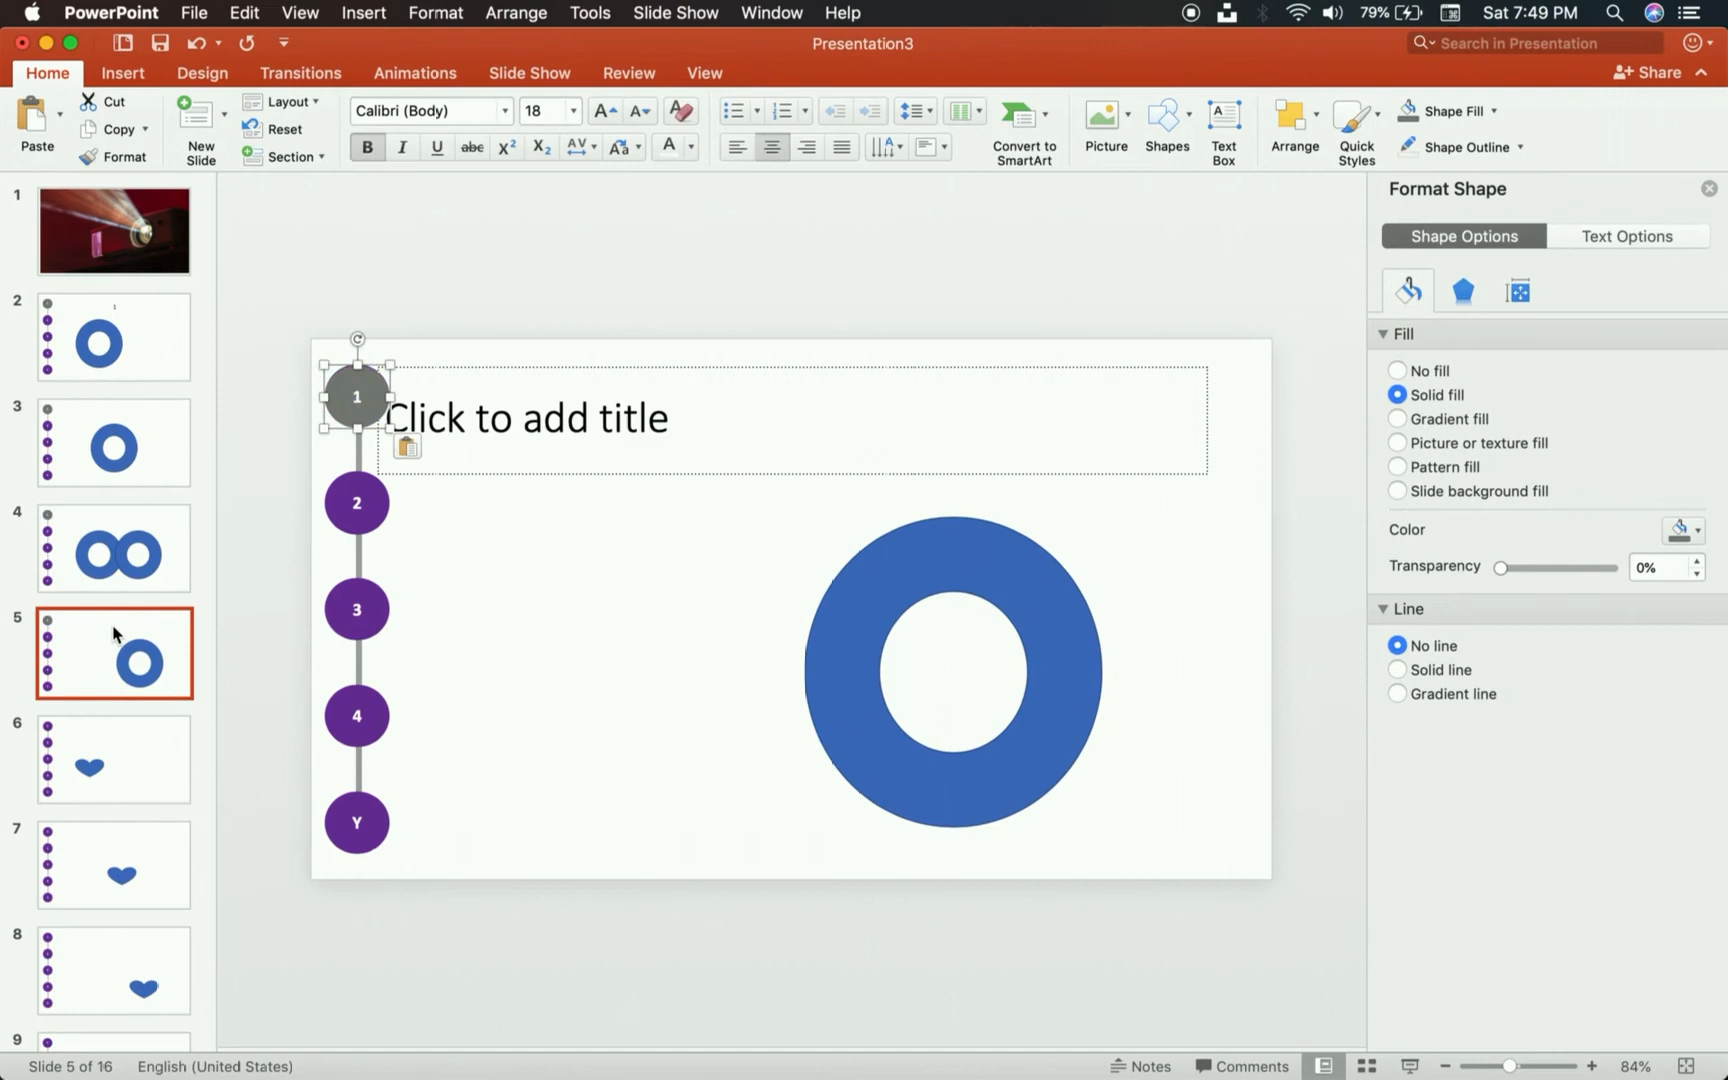 PowerPoint File Edit View Insert Format Arrange Tools Slide Show Window Help 79% Sat 7:49 PM
Presentation3
Search in Presentation
Home Insert Design Transitions Animations Slide Show Review View
Share
Paste
Cut
Copy
Format
New
Slide
Layout
Reset
Section
Calibri (Body) 18
B I U abc X2 X2 AV Aa A
Convert to
SmartArt
Picture
Shapes
Text
Box
Arrange
Quick
Styles
Shape Fill
Shape Outline
1
2
3
4
5
6
7
8
9
1
Click to add title
2
3
4
Y
Format Shape
Shape Options Text Options
Fill
No fill
Solid fill
Gradient fill
Picture or texture fill
Pattern fill
Slide background fill
Color
Transparency 0%
Line
No line
Solid line
Gradient line
Slide 5 of 16 English (United States) Notes Comments 84%